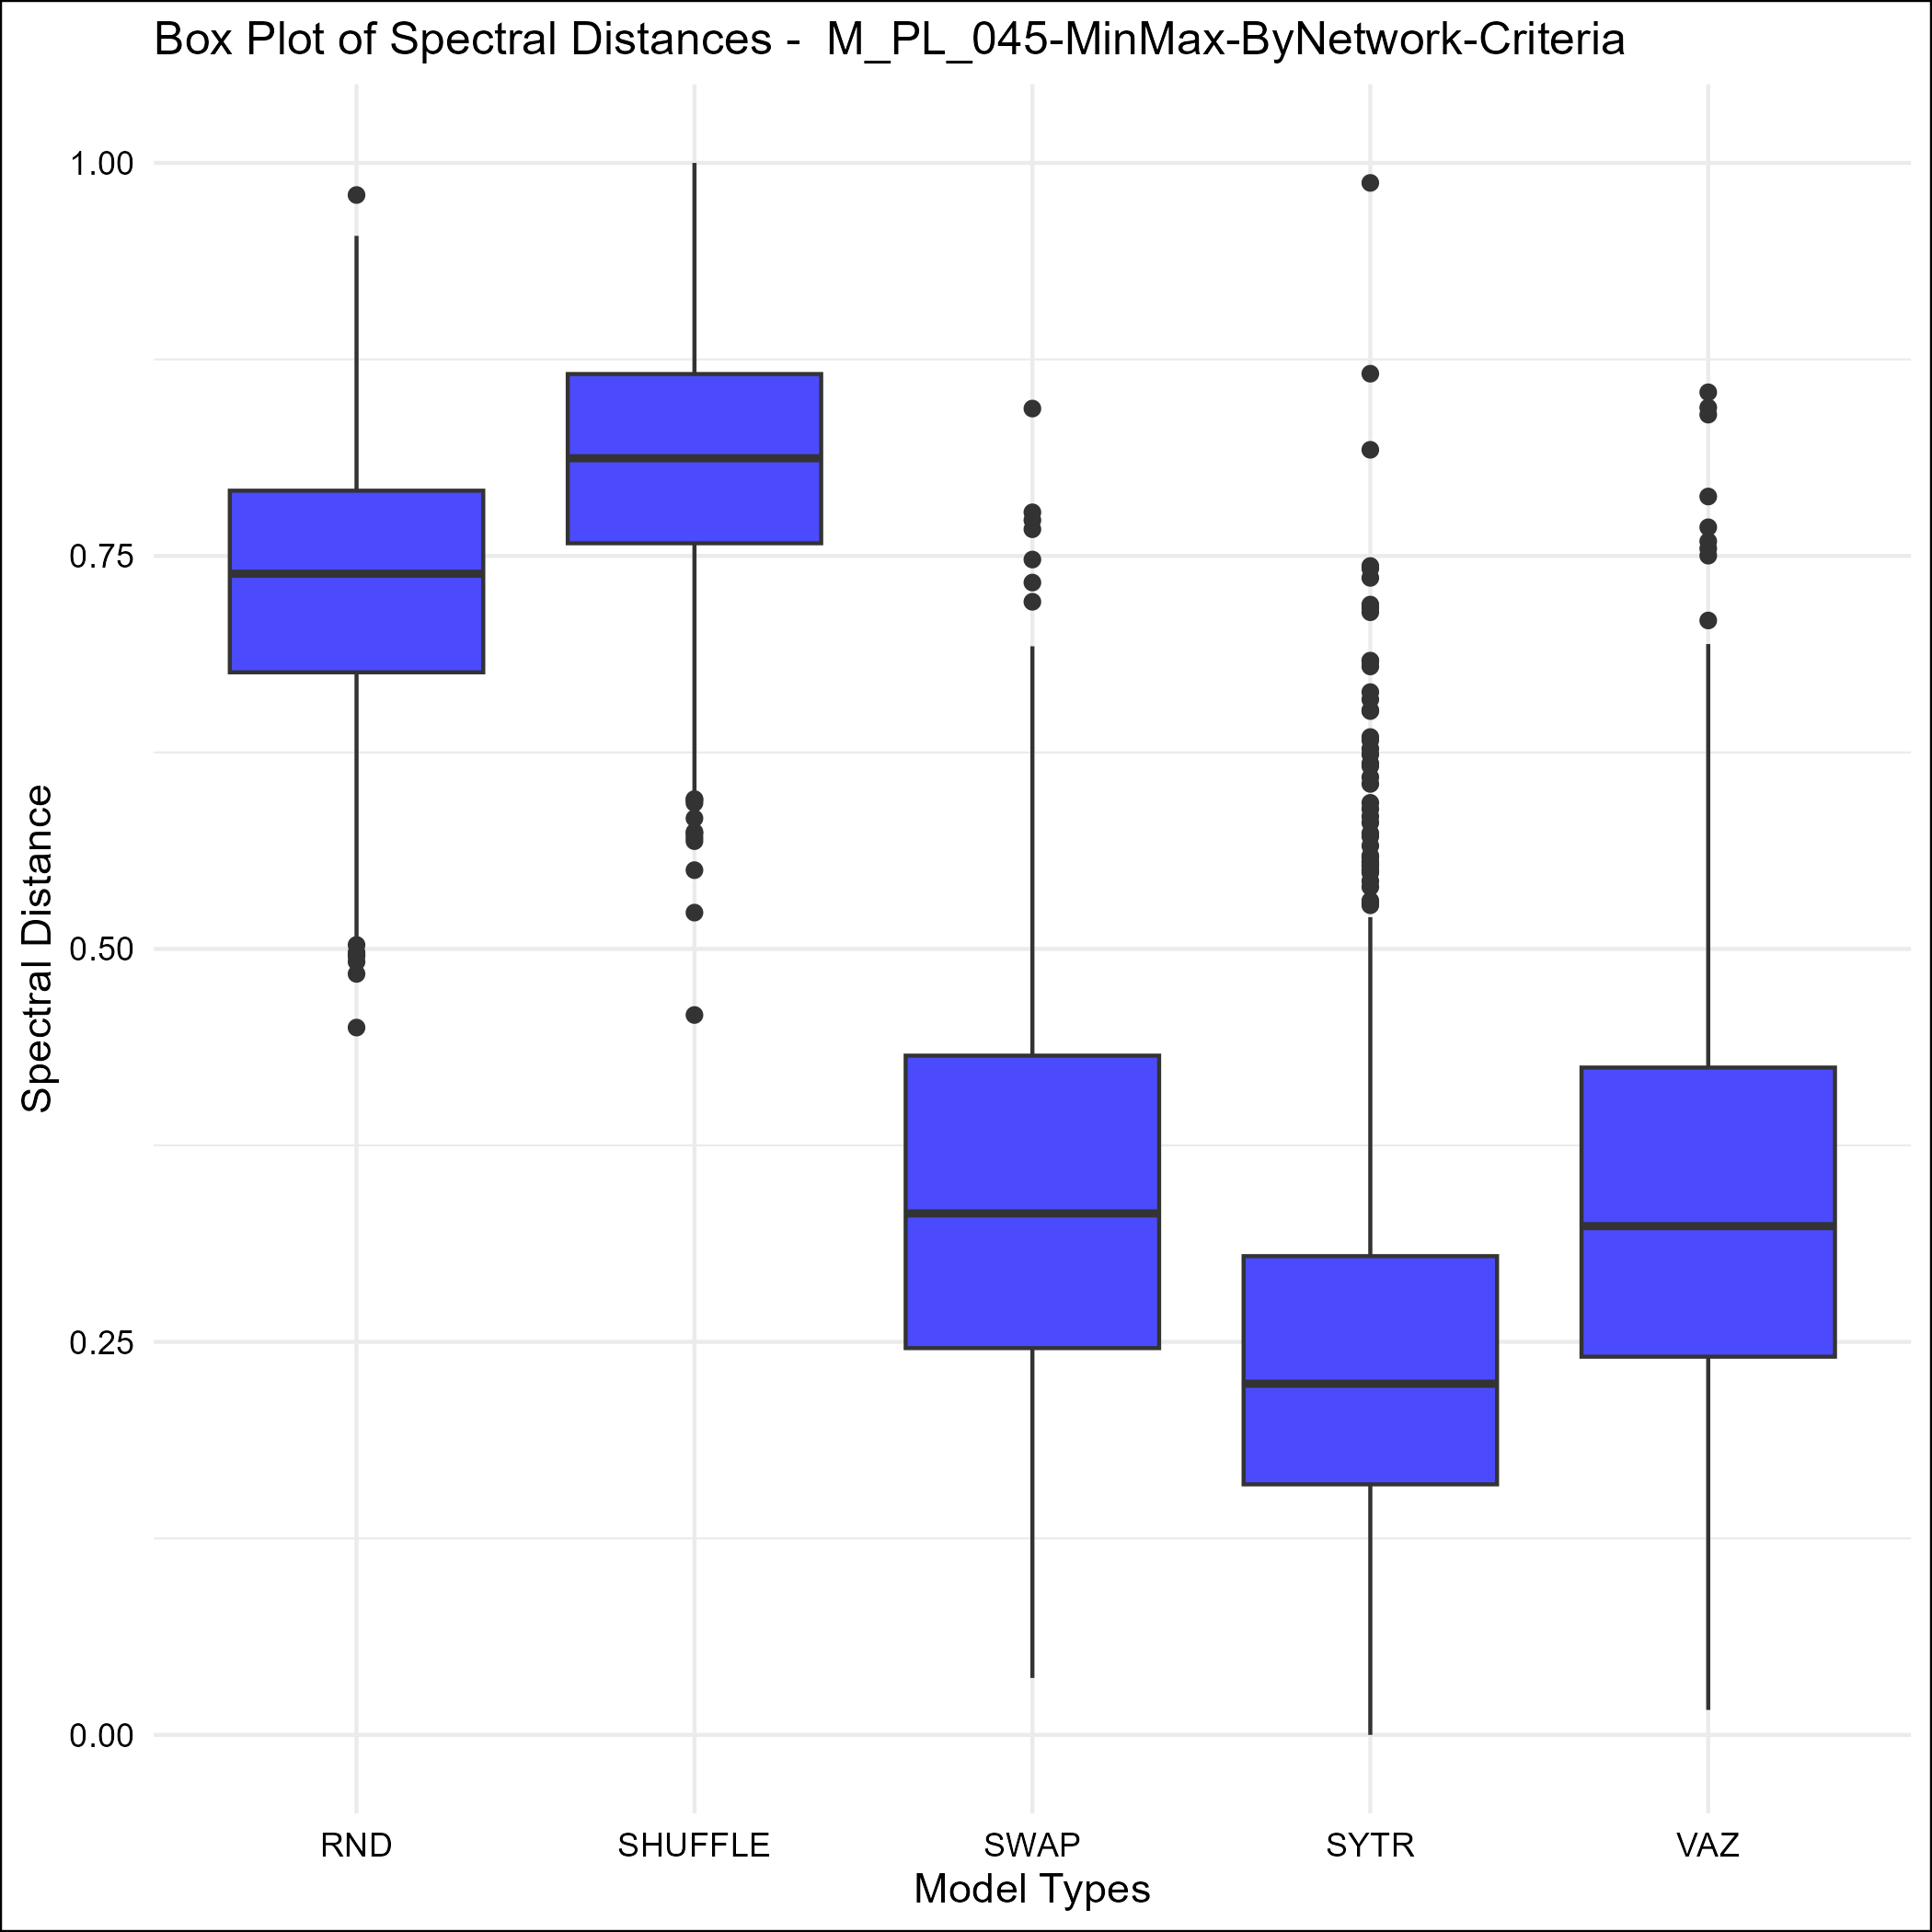 Box Plot of Spectral Distances -  M_PL_045-MinMax-ByNetwork-Criteria
Spectral Distance
1.00
0.75
0.50
0.25
0.00
RND SHUFFLE SWAP SYTR VAZ
Model Types